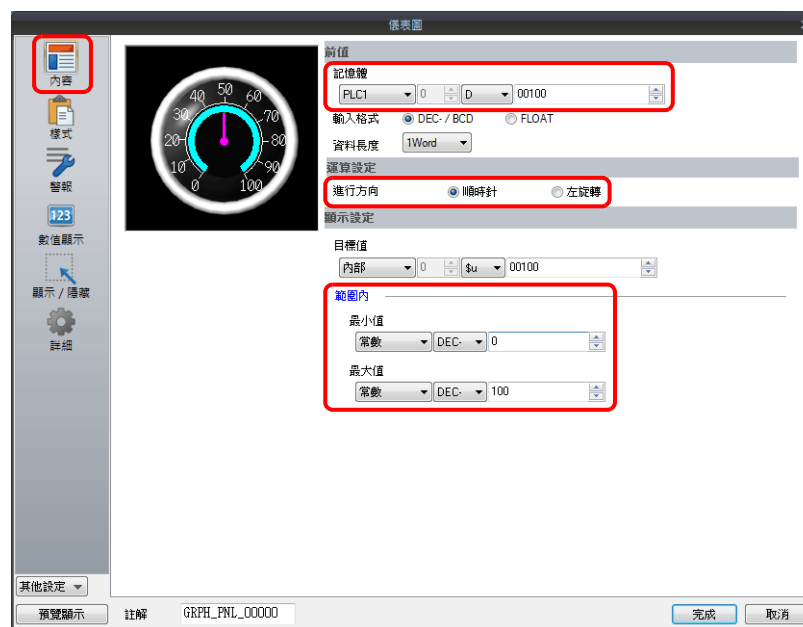 儀表圖
內容
樣式
警報
123
數值顯示
顯示 / 隱藏
詳細
其他設定
預覽顯示
0
10
20
30
40
50
60
70
80
90
100
前值
記憶體
PLC1 0 D 00100
輸入格式 DEC- / BCD FLOAT
資料長度 1Word
運算設定
進行方向 順時針 左旋轉
顯示設定
目標值
內部 0 $u 00100
範圍內
最小值
常數 DEC- 0
最大值
常數 DEC- 100
註解 GRPH_PNL_00000
完成 取消